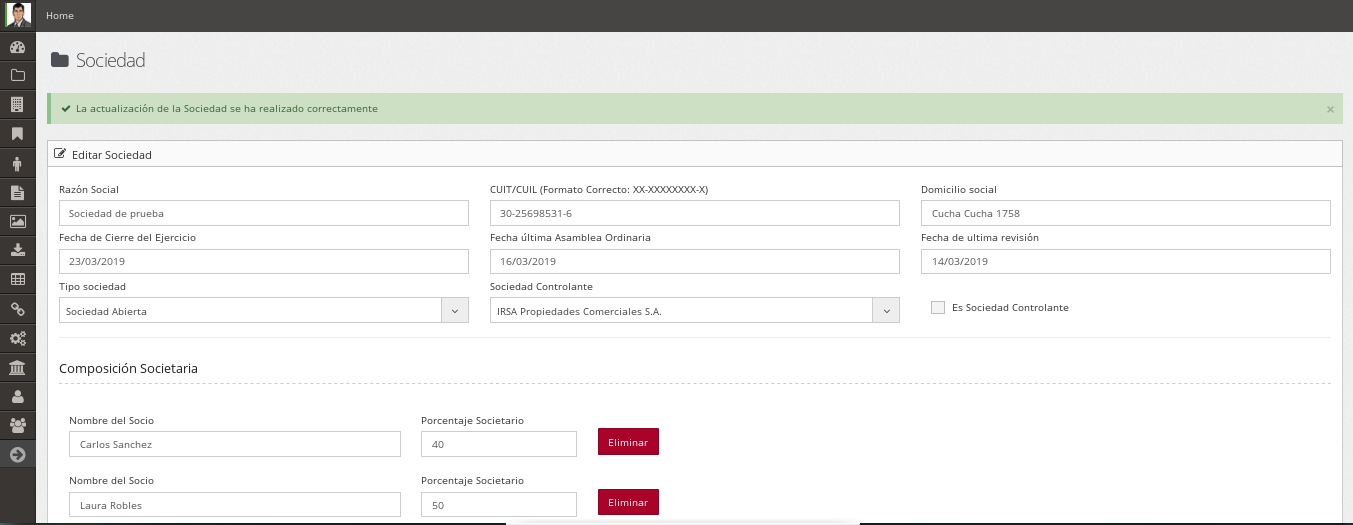 Home
Sociedad
La actualización de la Sociedad se ha realizado correctamente
×
Editar Sociedad
Razón Social CUIT/CUIL (Formato Correcto: XX-XXXXXXXX-X) Domicilio social
Sociedad de prueba 30-25698531-6 Cucha Cucha 1758
Fecha de Cierre del Ejercicio Fecha última Asamblea Ordinaria Fecha de ultima revisión
23/03/2019 16/03/2019 14/03/2019
Tipo sociedad Sociedad Controlante
Sociedad Abierta IRSA Propiedades Comerciales S.A. Es Sociedad Controlante
Composición Societaria
Nombre del Socio Porcentaje Societario
Carlos Sanchez 40 Eliminar
Nombre del Socio Porcentaje Societario
Laura Robles 50 Eliminar